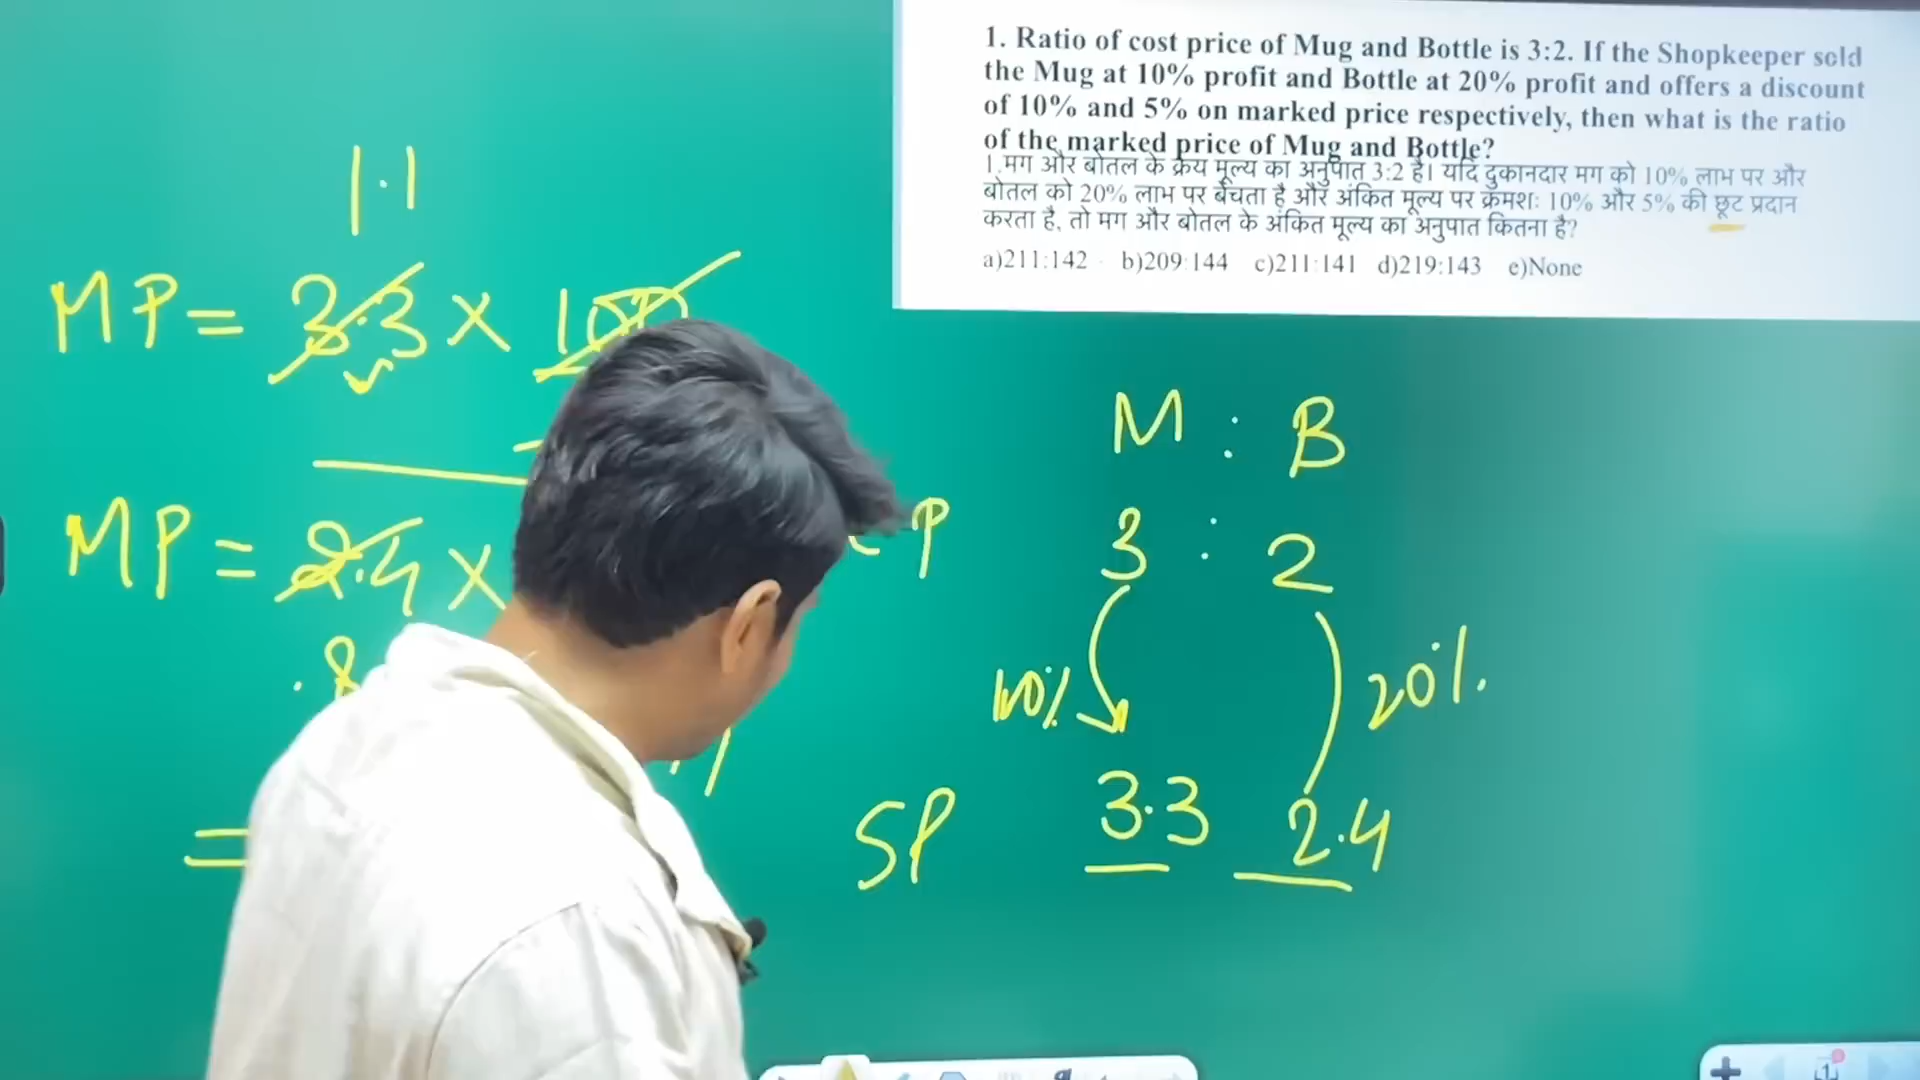 1. Ratio of cost price of Mug and Bottle is 3:2. If the Shopkeeper sold
the Mug at 10% profit and Bottle at 20% profit and offers a discount
of 10% and 5% on marked price respectively, then what is the ratio
of the marked price of Mug and Bottle?
1.मग और बोतल के क्रय मूल्य का अनुपात 3:2 है। यदि दुकानदार मग को 10% लाभ पर और
बोतल को 20% लाभ पर बेचता है और अंकित मूल्य पर क्रमशः 10% और 5% की छूट प्रदान
करता है, तो मग और बोतल के अंकित मूल्य का अनुपात कितना है?
a)211:142 b)209:144 c)211:141 d)219:143 e)None
1.1
MP = 3.3 × 100
MP = 2.4 ×
.8
=
M : B
P 3 : 2
10% 20%
SP 3.3 2.4
1